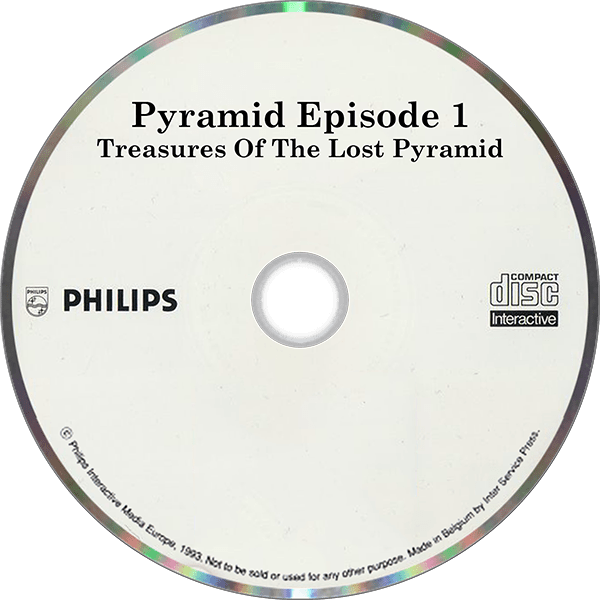 Pyramid Episode 1
Treasures Of The Lost Pyramid
PHILIPS
PHILIPS
COMPACT
disc
Interactive
© Philips Interactive Media Europe, 1993. Not to be sold or used for any other purpose. Made in Belgium by Inter Service Press.